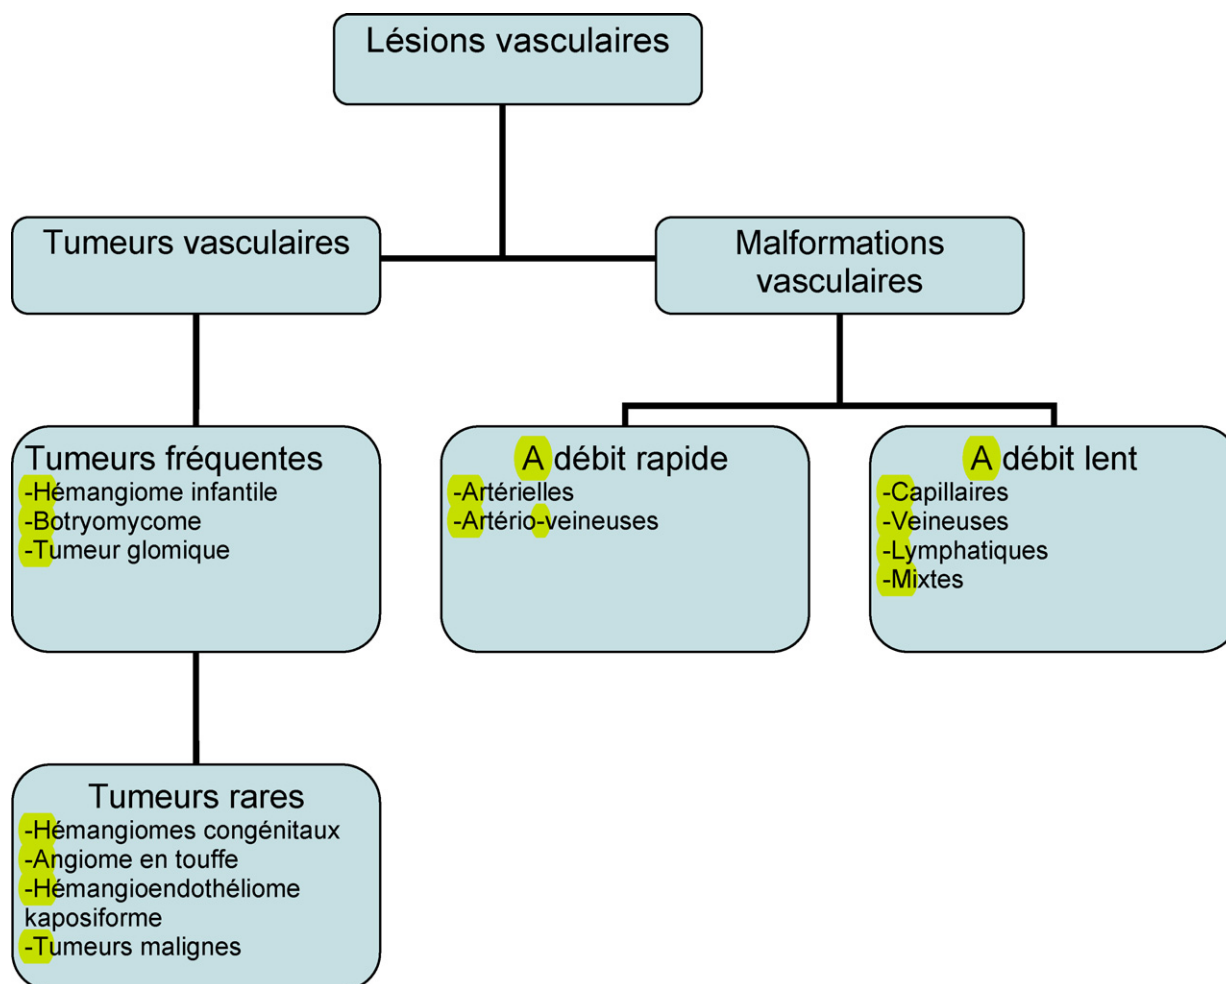 Lésions vasculaires
Tumeurs vasculaires
Malformations
vasculaires
Tumeurs fréquentes
-Hémangiome infantile
-Botryomycome
-Tumeur glomique
A débit rapide
-Artérielles
-Artério-veineuses
A débit lent
-Capillaires
-Veineuses
-Lymphatiques
-Mixtes
Tumeurs rares
-Hémangiomes congénitaux
-Angiome en touffe
-Hémangioendothéliome
kaposiforme
-Tumeurs malignes